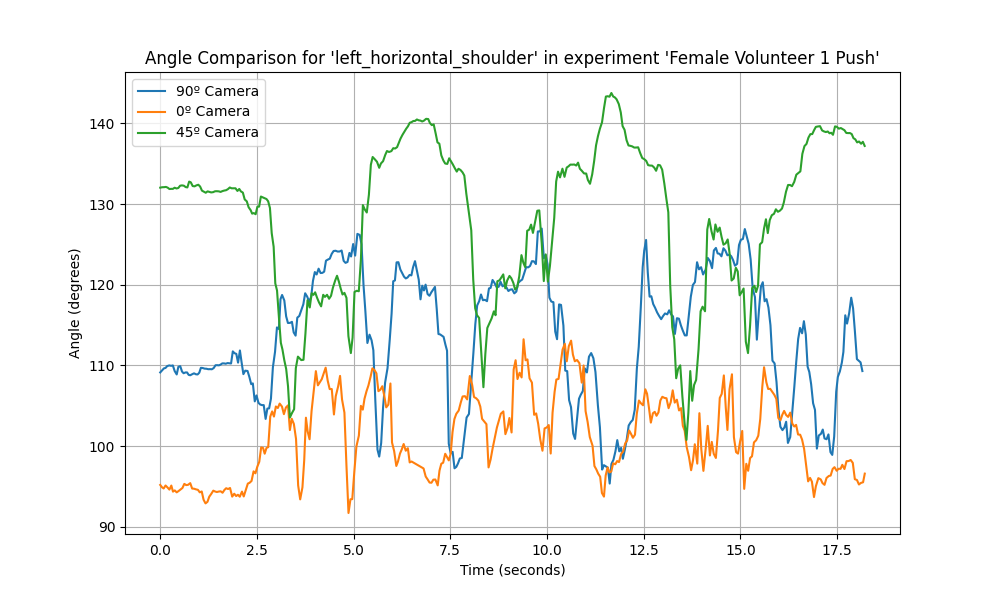 Angle Comparison for 'left_horizontal_shoulder' in experiment 'Female Volunteer 1 Push'
90º Camera
0º Camera
45º Camera
140
130
120
110
100
90
Angle (degrees)
0.0 2.5 5.0 7.5 10.0 12.5 15.0 17.5
Time (seconds)